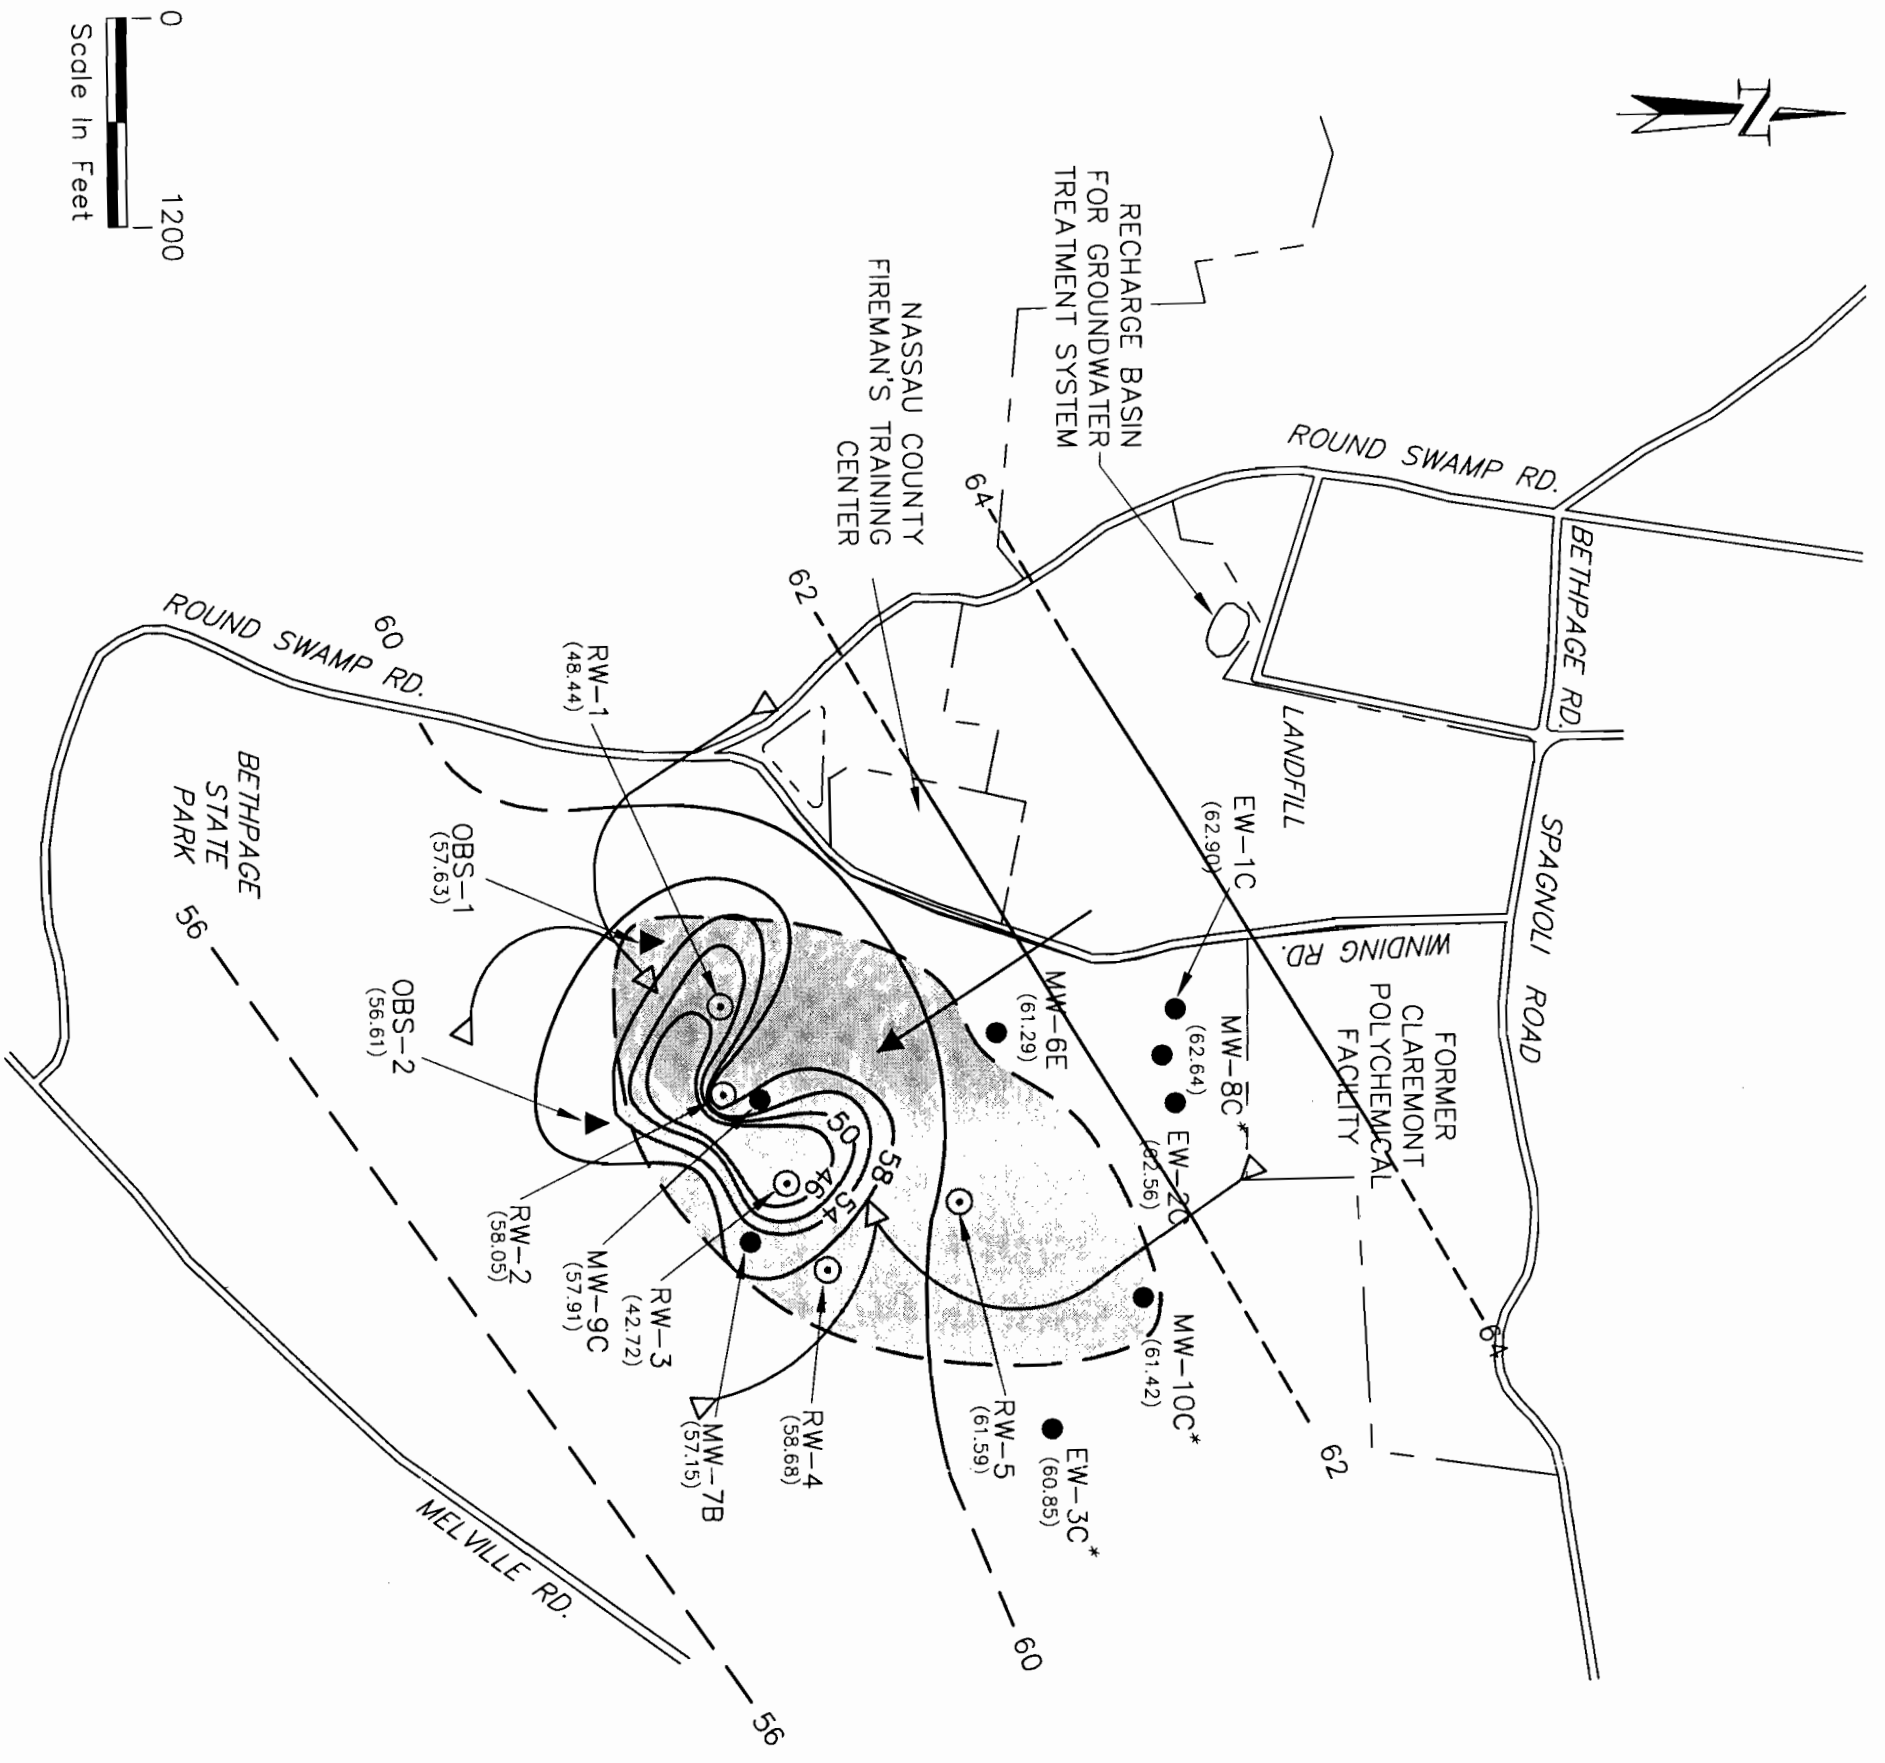 N
0
1200
Scale In Feet
RECHARGE BASIN
FOR GROUNDWATER
TREATMENT SYSTEM
NASSAU COUNTY
FIREMAN'S TRAINING
CENTER
ROUND SWAMP RD.
BETHPAGE RD.
LANDFILL
SPAGNOLI ROAD
WINDING RD.
FORMER
CLAREMONT
POLYCHEMICAL
FACILITY
64
64
62
62
60
60
56
56
58
54
50
46
EW-1C
(62.90)
MW-8C*
(62.64)
EW-2C
(62.56)
MW-6E
(61.29)
MW-10C*
(61.42)
EW-3C*
(60.85)
RW-5
(61.59)
RW-4
(58.68)
MW-7B
(57.15)
RW-3
(42.72)
MW-9C
(57.91)
RW-2
(58.05)
RW-1
(48.44)
OBS-1
(57.63)
OBS-2
(56.61)
ROUND SWAMP RD.
BETHPAGE
STATE
PARK
MELVILLE RD.